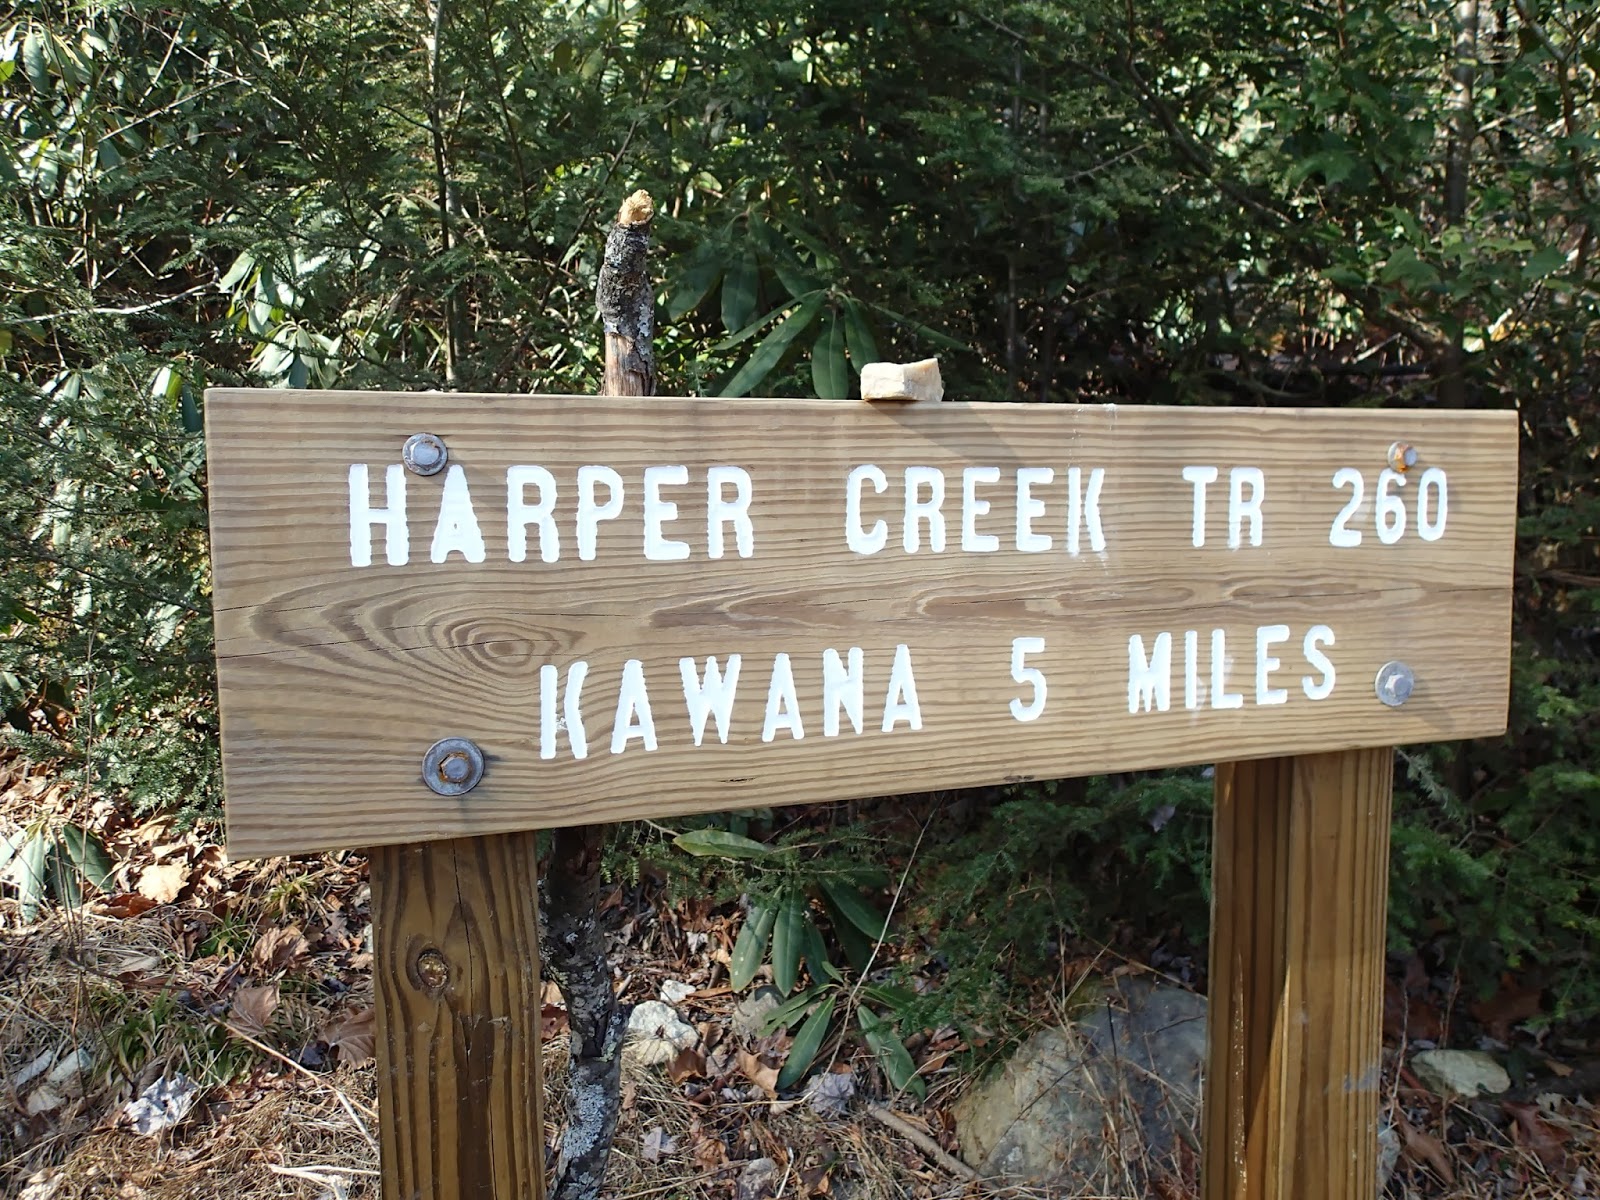 HARPER CREEK TR 260
KAWANA 5 MILES